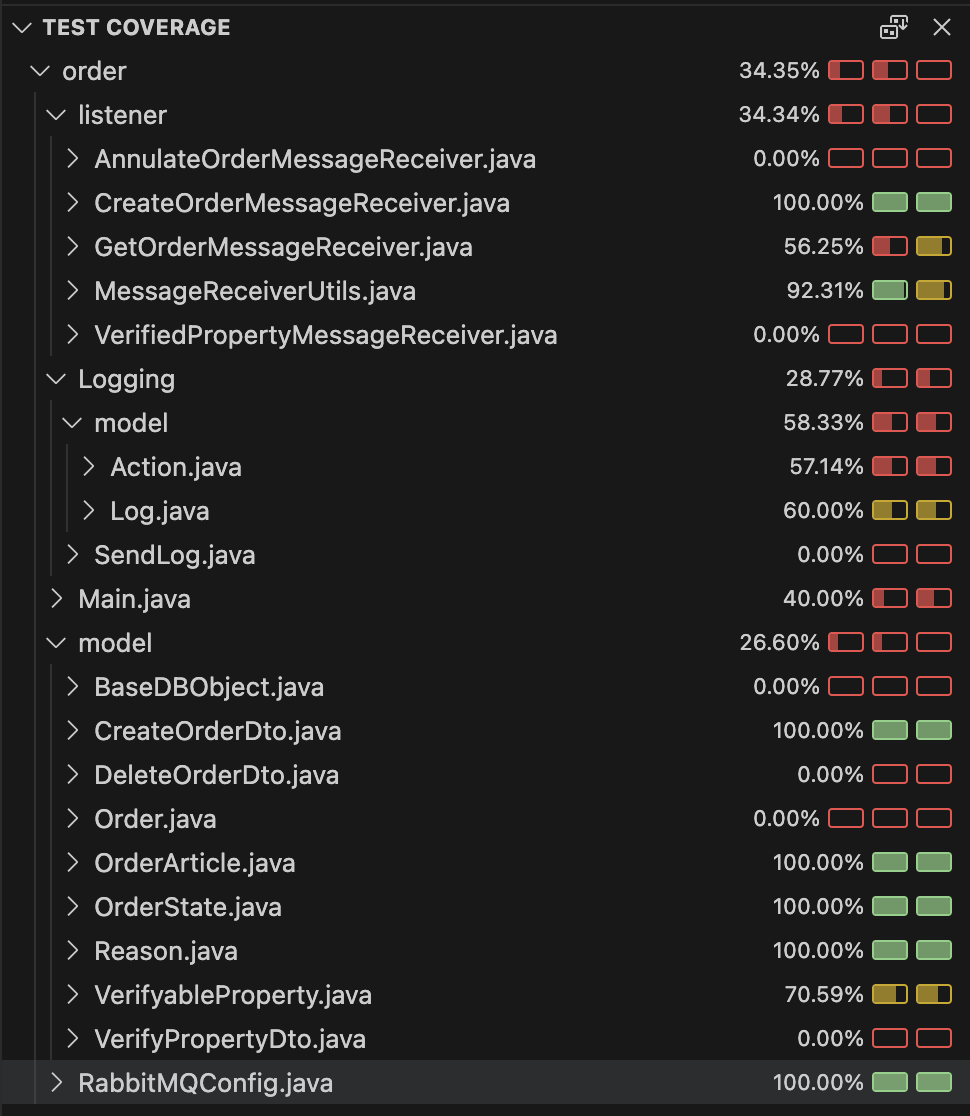 TEST COVERAGE
order 34.35%
listener 34.34%
AnnulateOrderMessageReceiver.java 0.00%
CreateOrderMessageReceiver.java 100.00%
GetOrderMessageReceiver.java 56.25%
MessageReceiverUtils.java 92.31%
VerifiedPropertyMessageReceiver.java 0.00%
Logging 28.77%
model 58.33%
Action.java 57.14%
Log.java 60.00%
SendLog.java 0.00%
Main.java 40.00%
model 26.60%
BaseDBObject.java 0.00%
CreateOrderDto.java 100.00%
DeleteOrderDto.java 0.00%
Order.java 0.00%
OrderArticle.java 100.00%
OrderState.java 100.00%
Reason.java 100.00%
VerifyableProperty.java 70.59%
VerifyPropertyDto.java 0.00%
RabbitMQConfig.java 100.00%